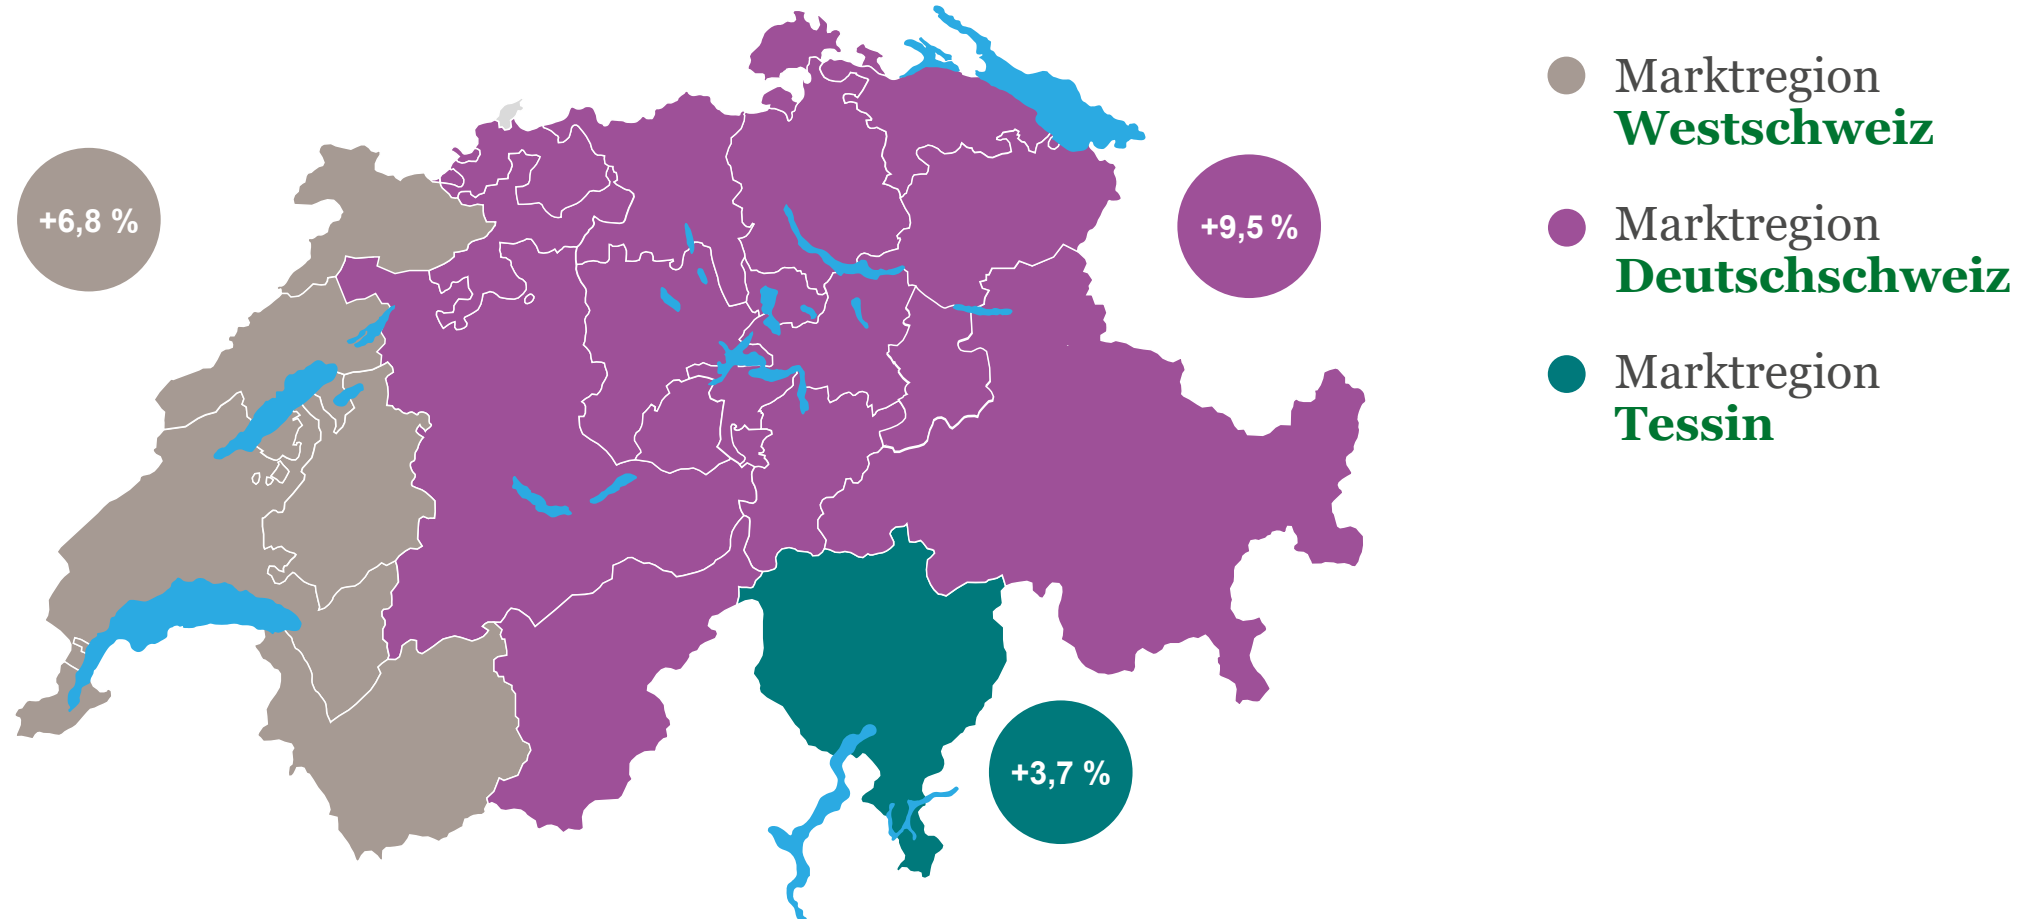 +6,8 %
+9,5 %
+3,7 %
Marktregion
Westschweiz
Marktregion
Deutschschweiz
Marktregion
Tessin